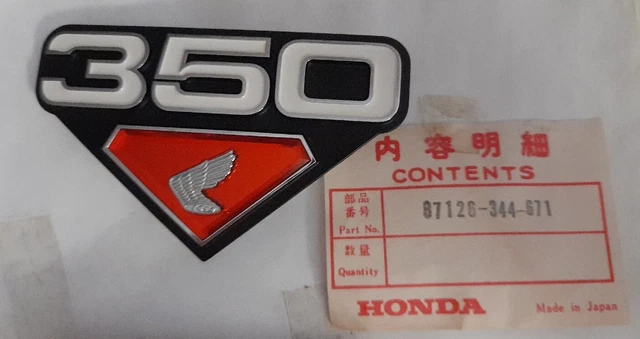 350
内容明細
CONTENTS
部品
番号
Part No.
87126-344-671
数量
Quantity
HONDA
Made in Japan